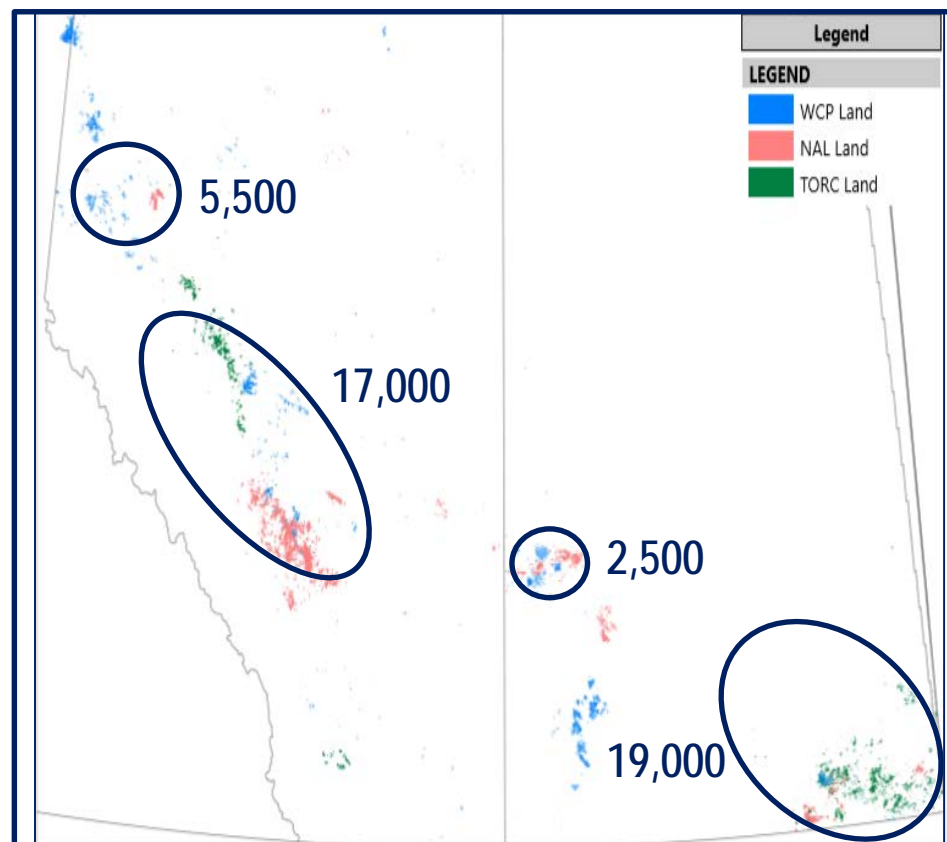 Legend
LEGEND
WCP Land
NAL Land
TORC Land
5,500
17,000
2,500
19,000